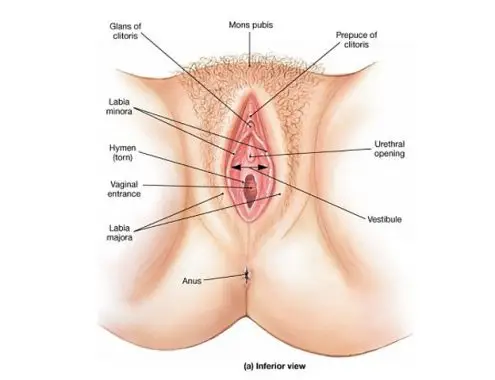 Glans of
clitoris
Mons pubis
Prepuce of
clitoris
Labia
minora
Urethral
opening
Hymen
(torn)
Vaginal
entrance
Vestibule
Labia
majora
Anus
(a) Inferior view